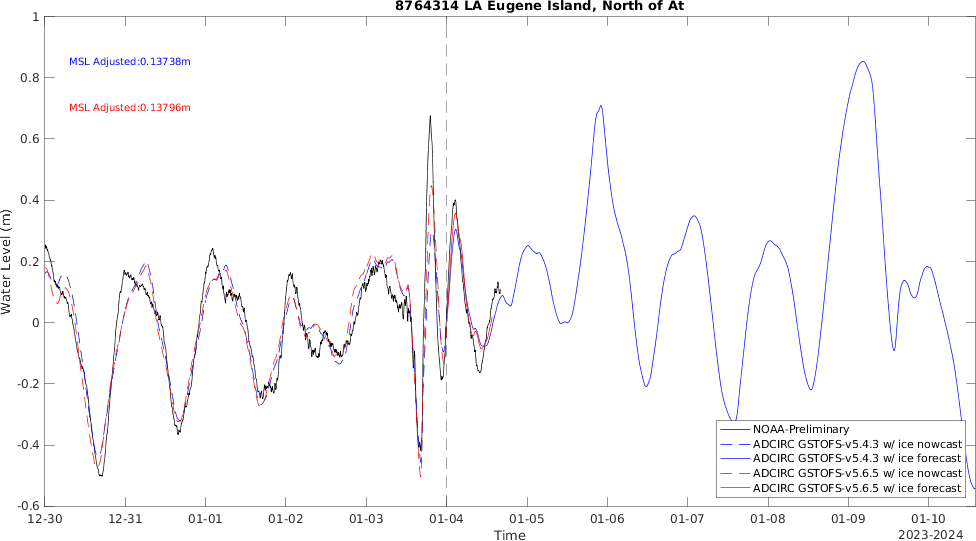 8764314 LA Eugene Island, North of At
MSL Adjusted:0.13738m
MSL Adjusted:0.13796m
Water Level (m)
1
0.8
0.6
0.4
0.2
0
-0.2
-0.4
-0.6
NOAA-Preliminary
ADCIRC GSTOFS-v5.4.3 w/ ice nowcast
ADCIRC GSTOFS-v5.4.3 w/ ice forecast
ADCIRC GSTOFS-v5.6.5 w/ ice nowcast
ADCIRC GSTOFS-v5.6.5 w/ ice forecast
12-30 12-31 01-01 01-02 01-03 01-04 01-05 01-06 01-07 01-08 01-09 01-10
Time
2023-2024